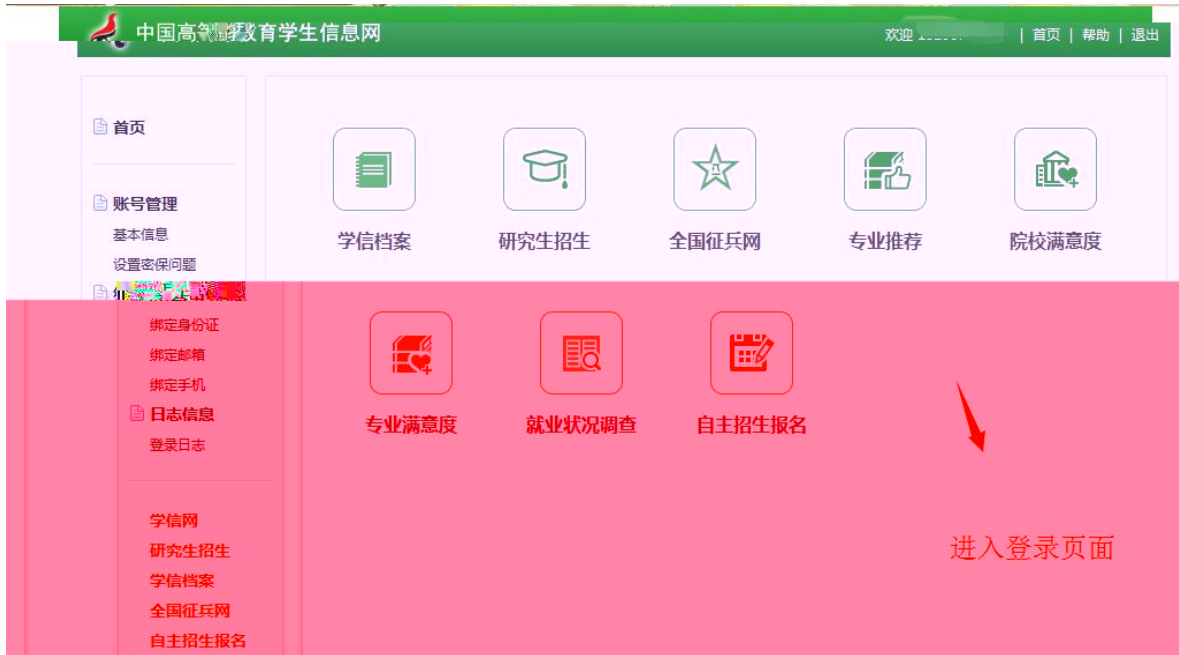 中国高等教育学生信息网
欢迎 | 首页 | 帮助 | 退出
首页
账号管理
基本信息
设置密保问题
绑定身份证
绑定邮箱
绑定手机
日志信息
登录日志
学信网
研究生招生
学信档案
全国征兵网
自主招生报名
学信档案
研究生招生
全国征兵网
专业推荐
院校满意度
专业满意度
就业状况调查
自主招生报名
进入登录页面